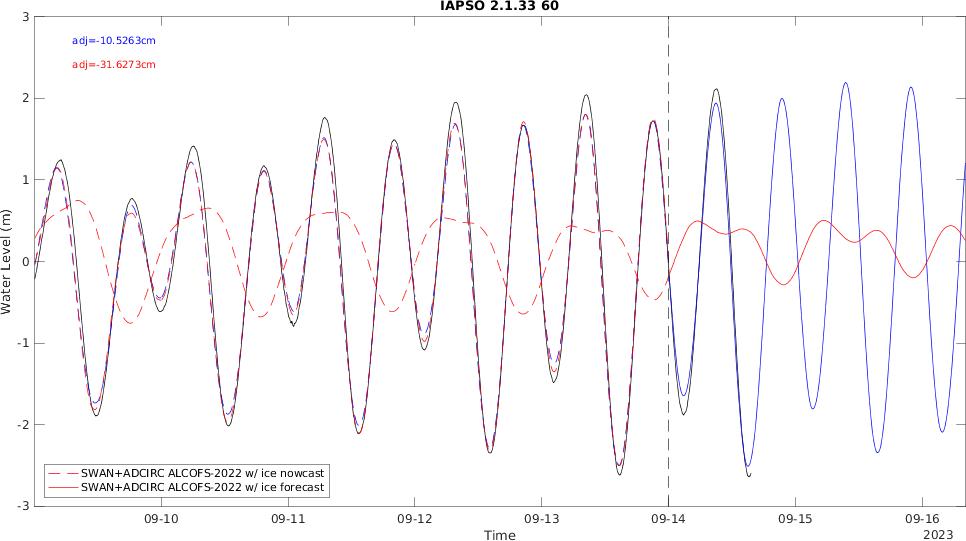 IAPSO 2.1.33 60
adj=-10.5263cm
adj=-31.6273cm
3
2
1
0
-1
-2
-3
Water Level (m)
SWAN+ADCIRC ALCOFS-2022 w/ ice nowcast
SWAN+ADCIRC ALCOFS-2022 w/ ice forecast
09-10 09-11 09-12 09-13 09-14 09-15 09-16
Time
2023